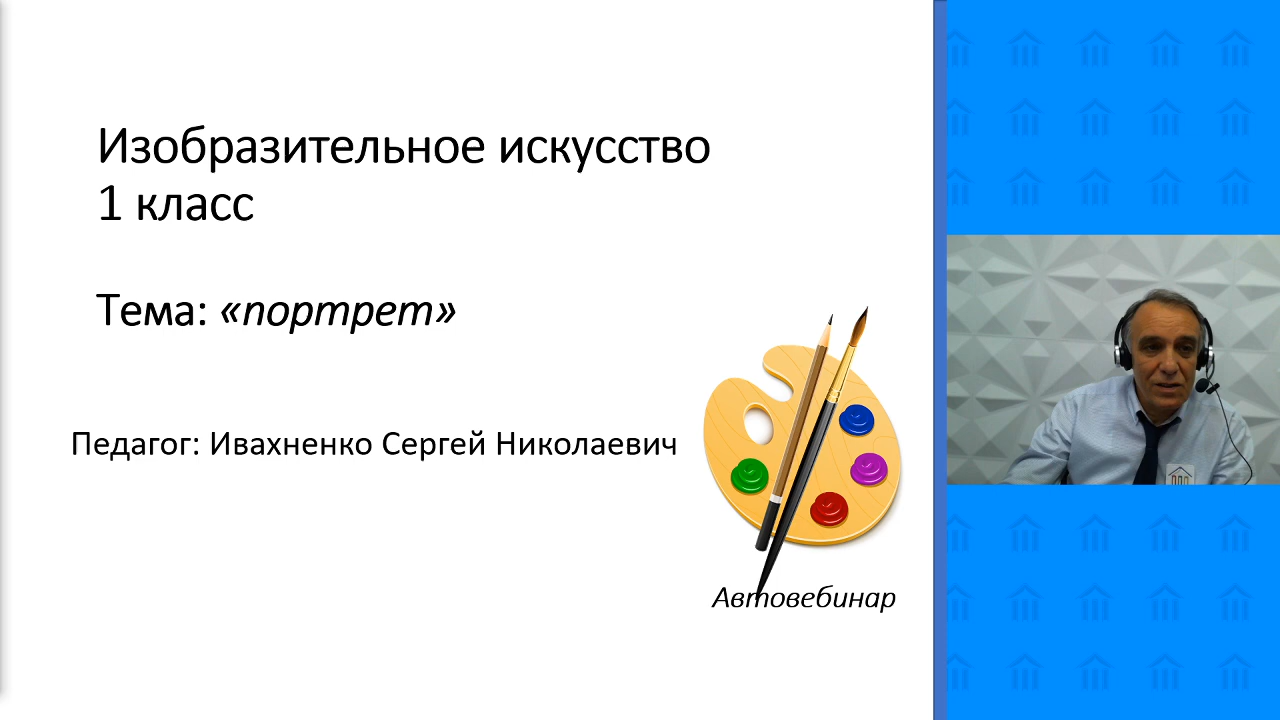 Изобразительное искусство
1 класс
Тема: «портрет»
Педагог: Ивахненко Сергей Николаевич
Автовебинар